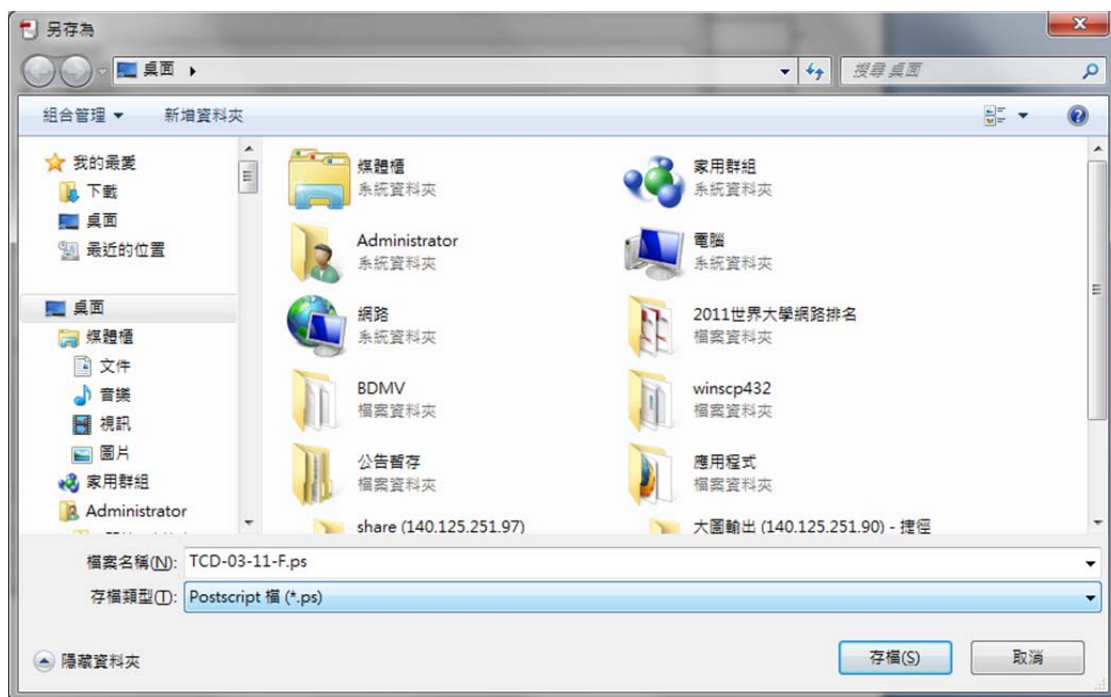 另存為
桌面
搜尋 桌面
組合管理 新增資料夾
我的最愛
下載
桌面
最近的位置
桌面
媒體櫃
文件
音樂
視訊
圖片
家用群組
Administrator
媒體櫃
系統資料夾
家用群組
系統資料夾
Administrator
系統資料夾
電腦
系統資料夾
網路
系統資料夾
2011世界大學網路排名
檔案資料夾
BDMV
檔案資料夾
winscp432
檔案資料夾
公告暫存
檔案資料夾
應用程式
檔案資料夾
share (140.125.251.97)
大圖輸出 (140.125.251.90) - 捷徑
檔案名稱(N): TCD-03-11-F.ps
存檔類型(T): Postscript 檔 (*.ps)
隱藏資料夾
存檔(S)
取消